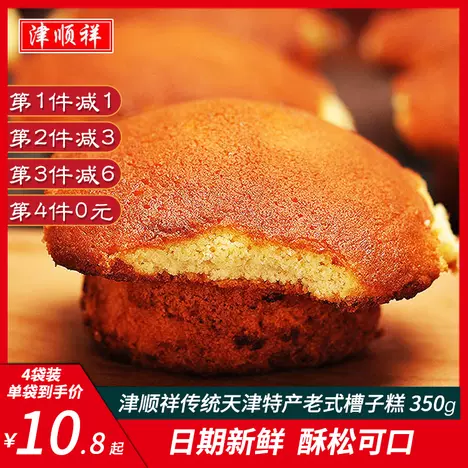 津顺祥
第1件减1
第2件减3
第3件减6
第4件0元
4袋装
单袋到手价
¥10.8起
津顺祥传统天津特产老式槽子糕 350g
日期新鲜 酥松可口